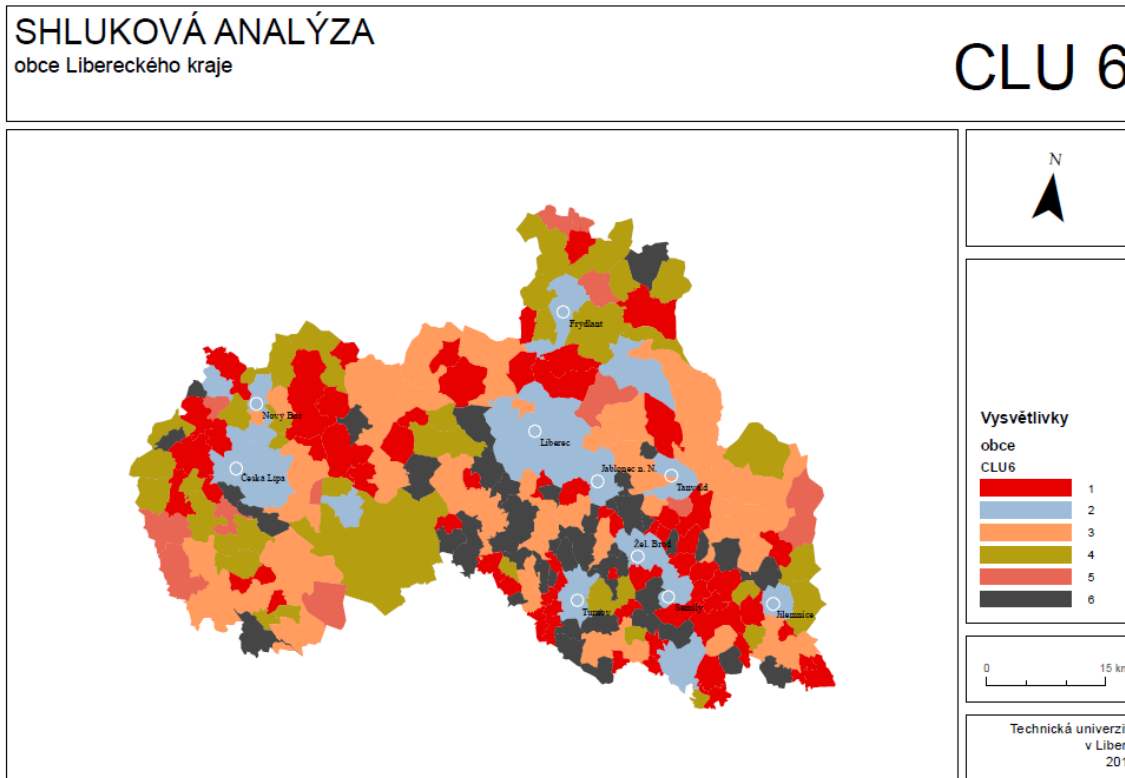 SHLUKOVÁ ANALÝZA
obce Libereckého kraje
CLU 6
N
Frýdlant
Nový Bor
Liberec
Česká Lípa
Jablonec n. N.
Tanvald
Žel. Brod
Turnov
Semily
Jilemnice
Vysvětlivky
obce
CLU6
1
2
3
4
5
6
0 15 km
Technická univerzi
v Liber
201